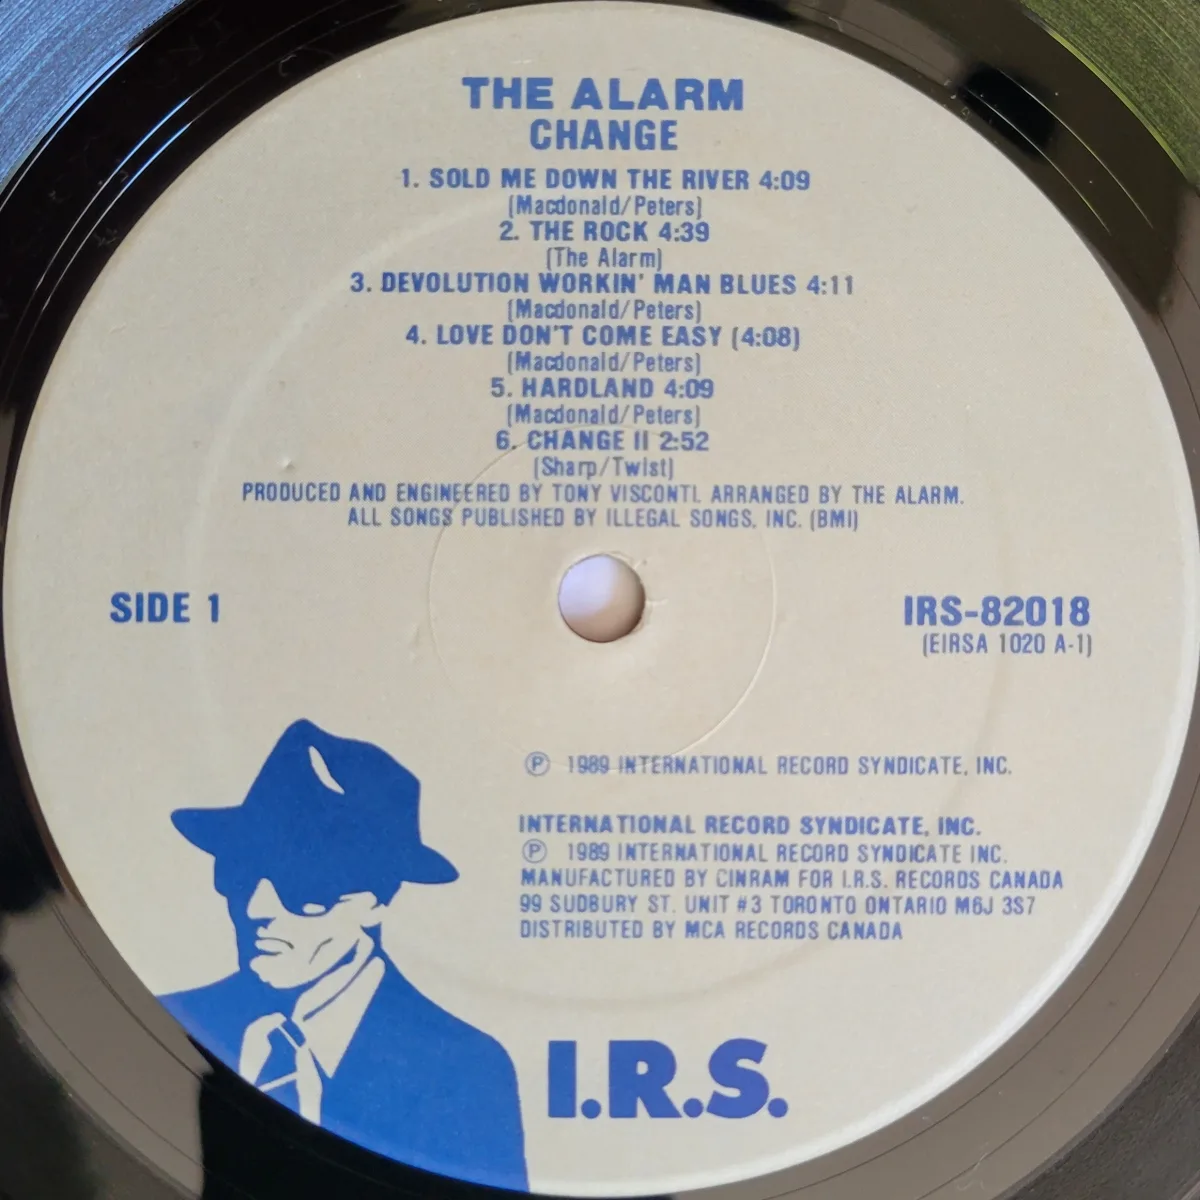 THE ALARM
CHANGE
1. SOLD ME DOWN THE RIVER 4:09
(Macdonald/Peters)
2. THE ROCK 4:39
(The Alarm)
3. DEVOLUTION WORKIN' MAN BLUES 4:11
(Macdonald/Peters)
4. LOVE DON'T COME EASY (4:08)
(Macdonald/Peters)
5. HARDLAND 4:09
(Macdonald/Peters)
6. CHANGE II 2:52
(Sharp/Twist)
PRODUCED AND ENGINEERED BY TONY VISCONTI. ARRANGED BY THE ALARM.
ALL SONGS PUBLISHED BY ILLEGAL SONGS, INC. (BMI)
SIDE 1
IRS-82018
(EIRSA 1020 A-1)
℗ 1989 INTERNATIONAL RECORD SYNDICATE, INC.
INTERNATIONAL RECORD SYNDICATE, INC.
℗ 1989 INTERNATIONAL RECORD SYNDICATE INC.
MANUFACTURED BY CINRAM FOR I.R.S. RECORDS CANADA
99 SUDBURY ST. UNIT #3 TORONTO ONTARIO M6J 3S7
DISTRIBUTED BY MCA RECORDS CANADA
I.R.S.